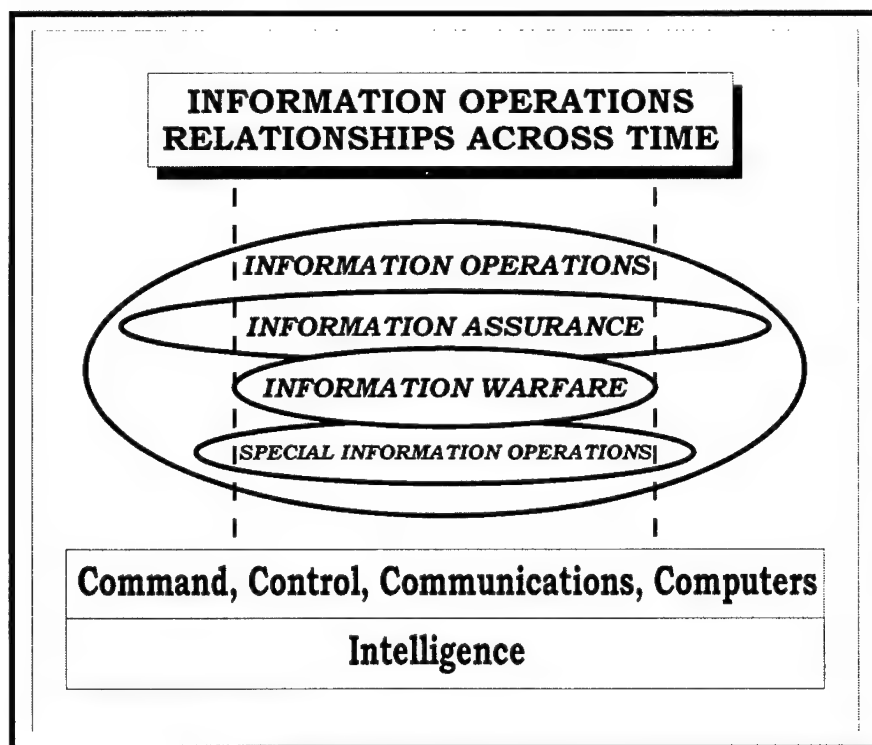 INFORMATION OPERATIONS
RELATIONSHIPS ACROSS TIME
INFORMATION OPERATIONS
INFORMATION ASSURANCE
INFORMATION WARFARE
SPECIAL INFORMATION OPERATIONS
Command, Control, Communications, Computers
Intelligence